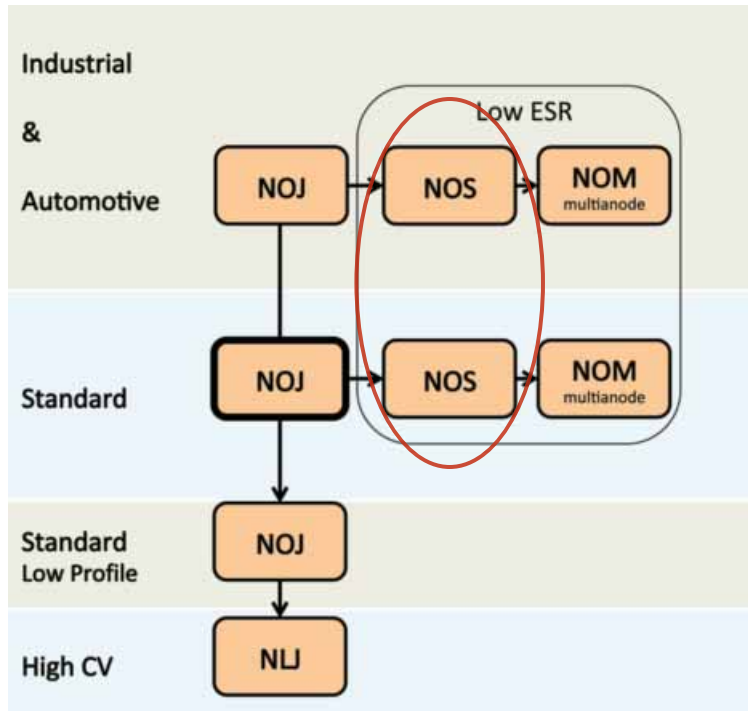 Industrial
&
Automotive
Low ESR
NOJ
NOS
NOM
multianode
Standard
NOJ
NOS
NOM
multianode
Standard
Low Profile
NOJ
High CV
NLJ